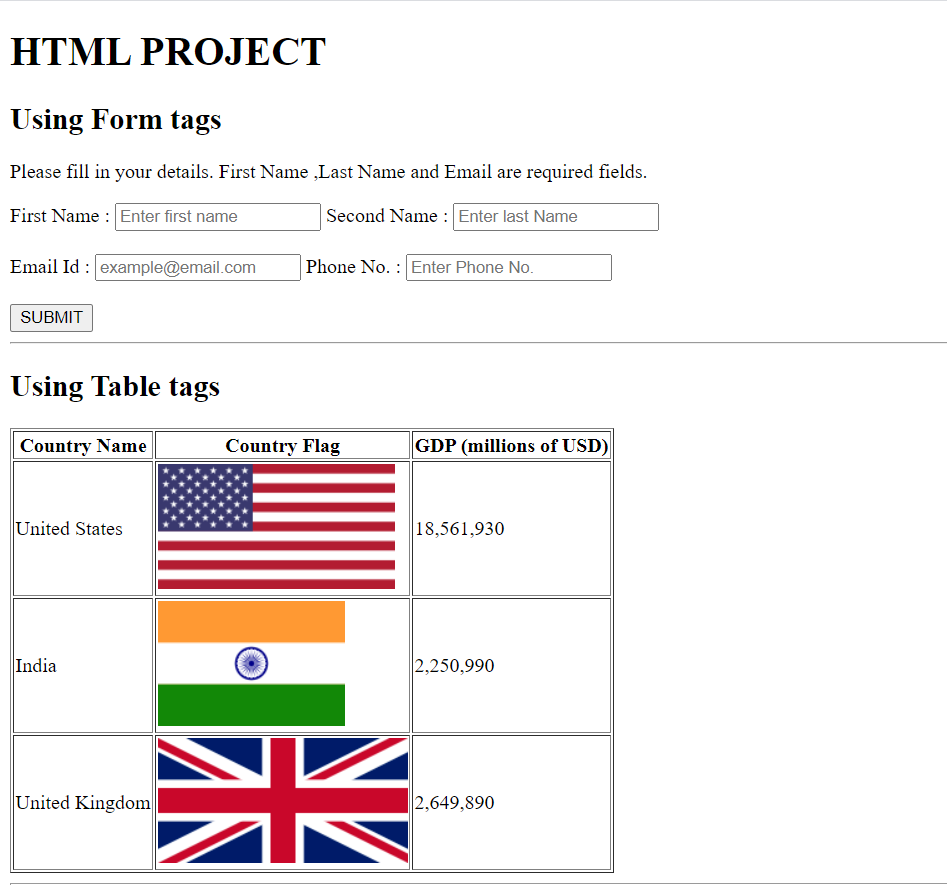 HTML PROJECT
Using Form tags
Please fill in your details. First Name ,Last Name and Email are required fields.
First Name : Enter first name Second Name : Enter last Name
Email Id : example@email.com Phone No. : Enter Phone No.
SUBMIT
Using Table tags
Country Name Country Flag GDP (millions of USD)
United States 18,561,930
India 2,250,990
United Kingdom 2,649,890